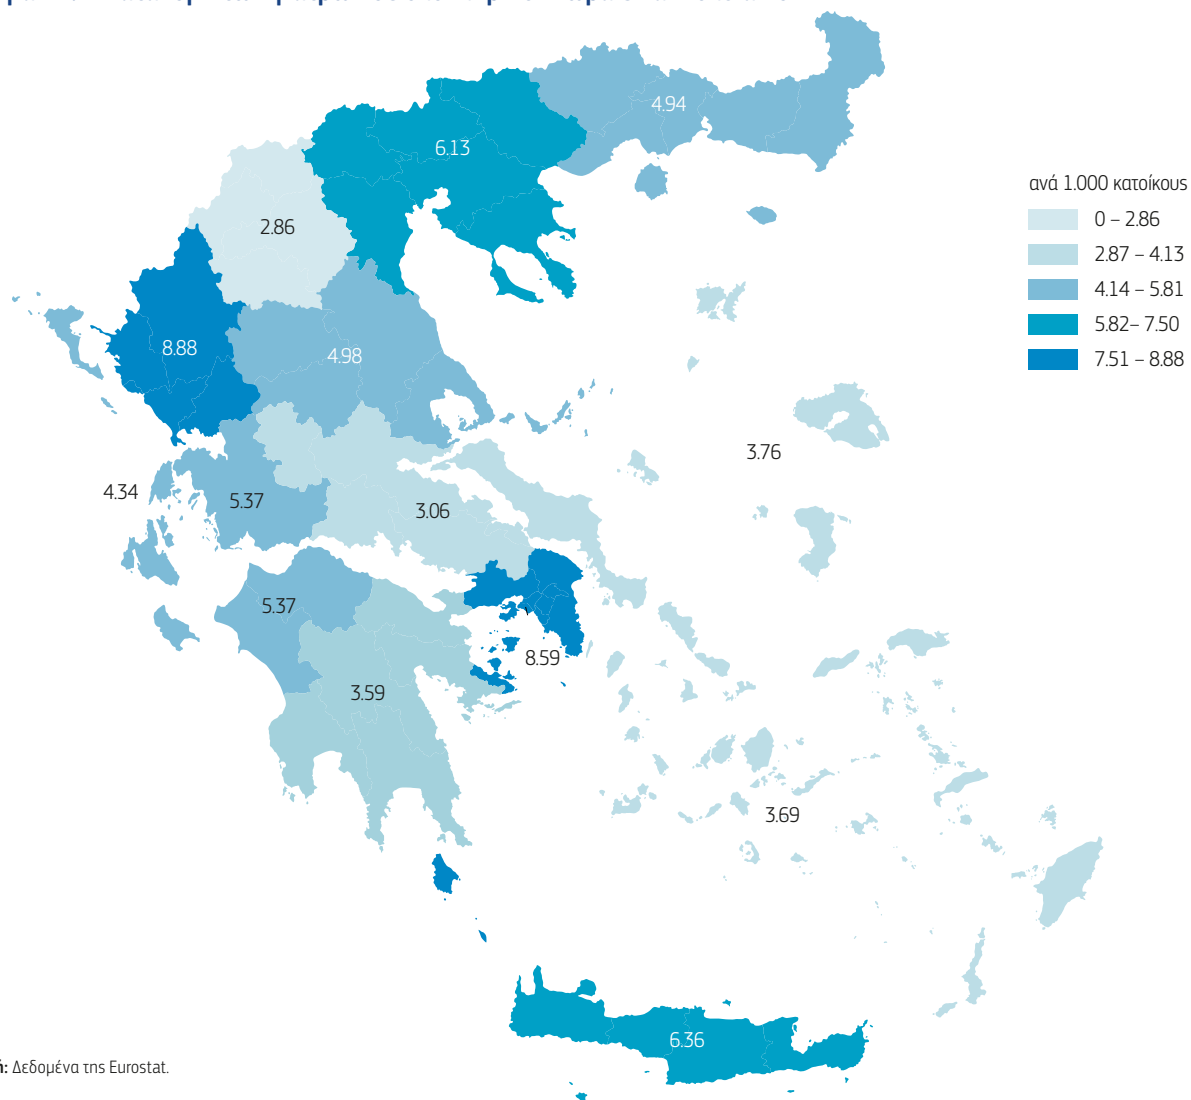 4.94
6.13
ανά 1.000 κατοίκους
0 – 2.86
2.86
2.87 – 4.13
4.14 – 5.81
5.82– 7.50
8.88
4.98
7.51 – 8.88
3.76
4.34
5.37
3.06
5.37
8.59
3.59
3.69
6.36
Δεδομένα της Eurostat.